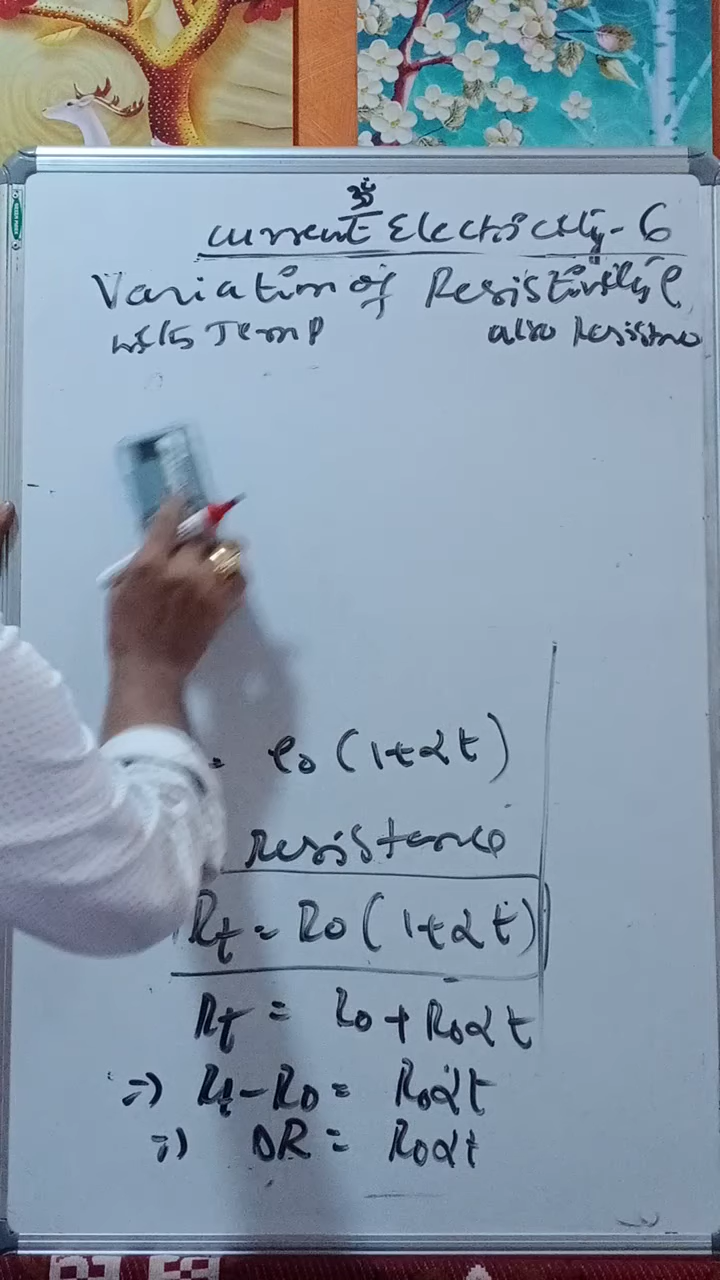 ॐ
Current Electricity-6
Variation of Resistivity ρ
with Temp also Resistance
= ρ0 (1+αt)
resistance
Rt = R0 (1+αt)
Rt = R0 + R0αt
=> Rt-R0 = R0αt
=> ΔR = R0αt